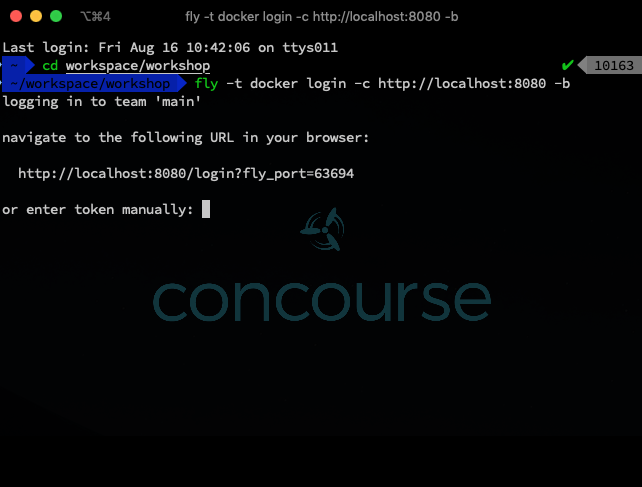 ⌥⌘4 fly -t docker login -c http://localhost:8080 -b
Last login: Fri Aug 16 10:42:06 on ttys011
~ cd workspace/workshop ✔ 10163
~/workspace/workshop fly -t docker login -c http://localhost:8080 -b
logging in to team 'main'
navigate to the following URL in your browser:
http://localhost:8080/login?fly_port=63694
or enter token manually:
concourse